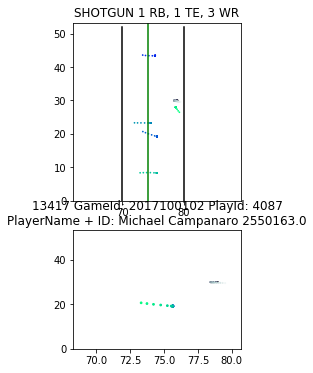 SHOTGUN 1 RB, 1 TE, 3 WR
50
40
30
20
10
0
70
80
13417 GameId: 2017100102 PlayId: 4087
PlayerName + ID: Michael Campanaro 2550163.0
40
20
0
70.0 72.5 75.0 77.5 80.0